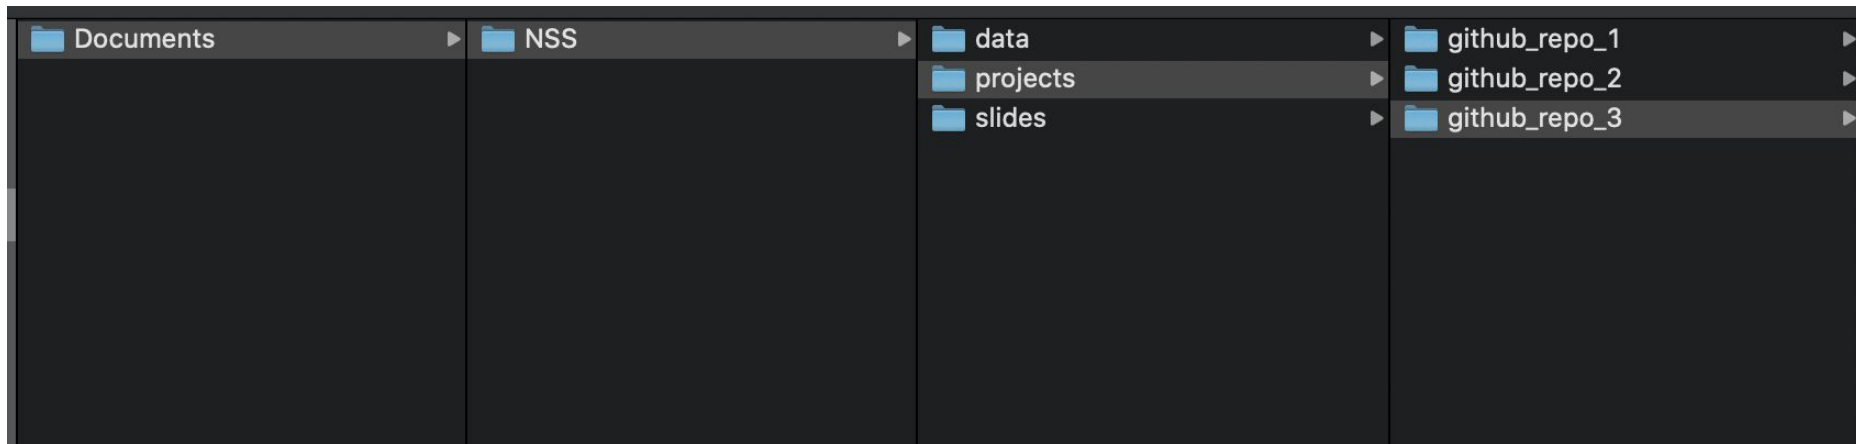 Documents
NSS
data
projects
slides
github_repo_1
github_repo_2
github_repo_3